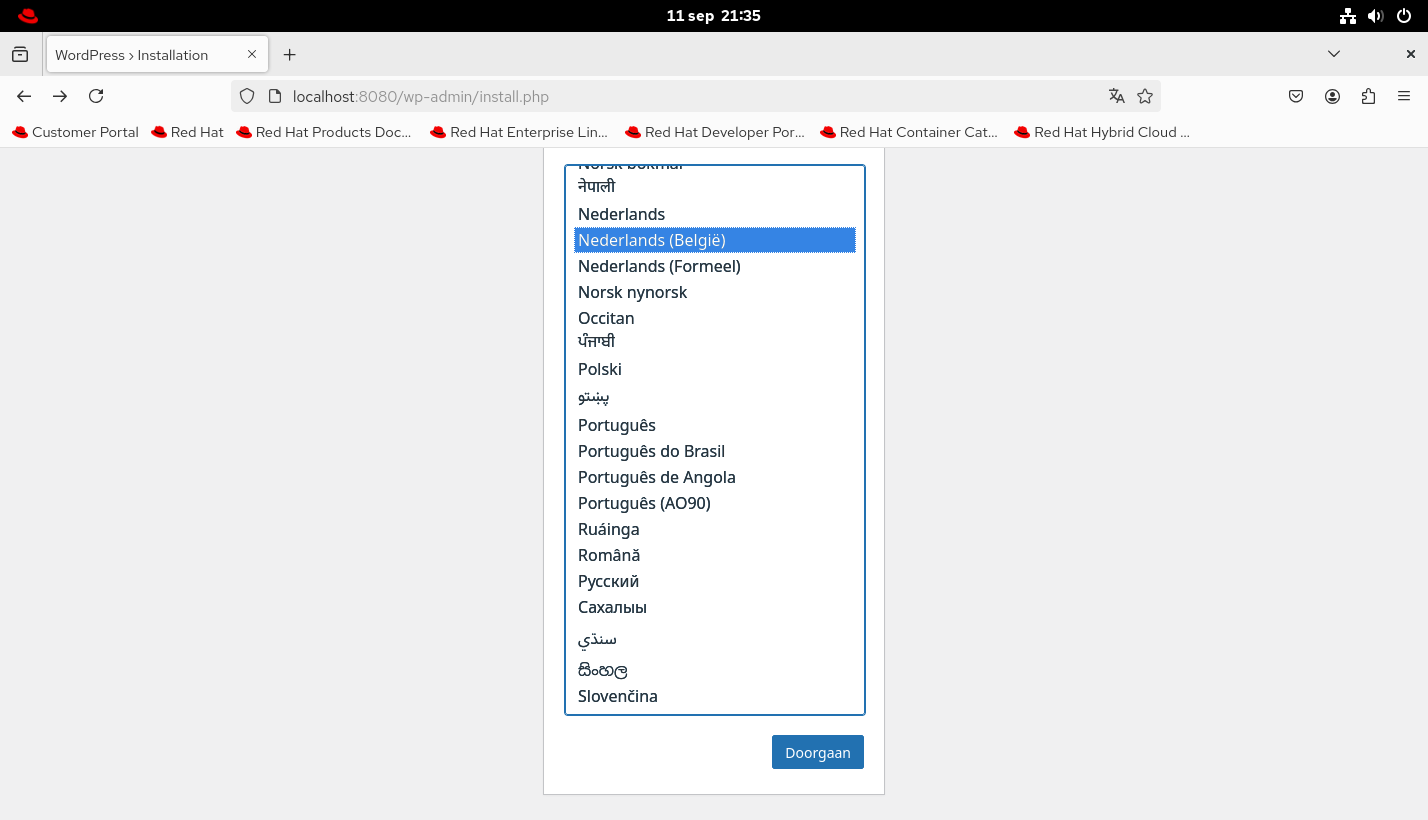 11 sep 21:35
WordPress › Installation
localhost:8080/wp-admin/install.php
Customer Portal
Red Hat
Red Hat Products Doc...
Red Hat Enterprise Lin...
Red Hat Developer Por...
Red Hat Container Cat...
Red Hat Hybrid Cloud ...
Norsk bokmål
नेपाली
Nederlands
Nederlands (België)
Nederlands (Formeel)
Norsk nynorsk
Occitan
ਪੰਜਾਬੀ
Polski
پښتو
Português
Português do Brasil
Português de Angola
Português (AO90)
Ruáinga
Română
Русский
Сахалыы
سنڌي
සිංහල
Slovenčina
Doorgaan